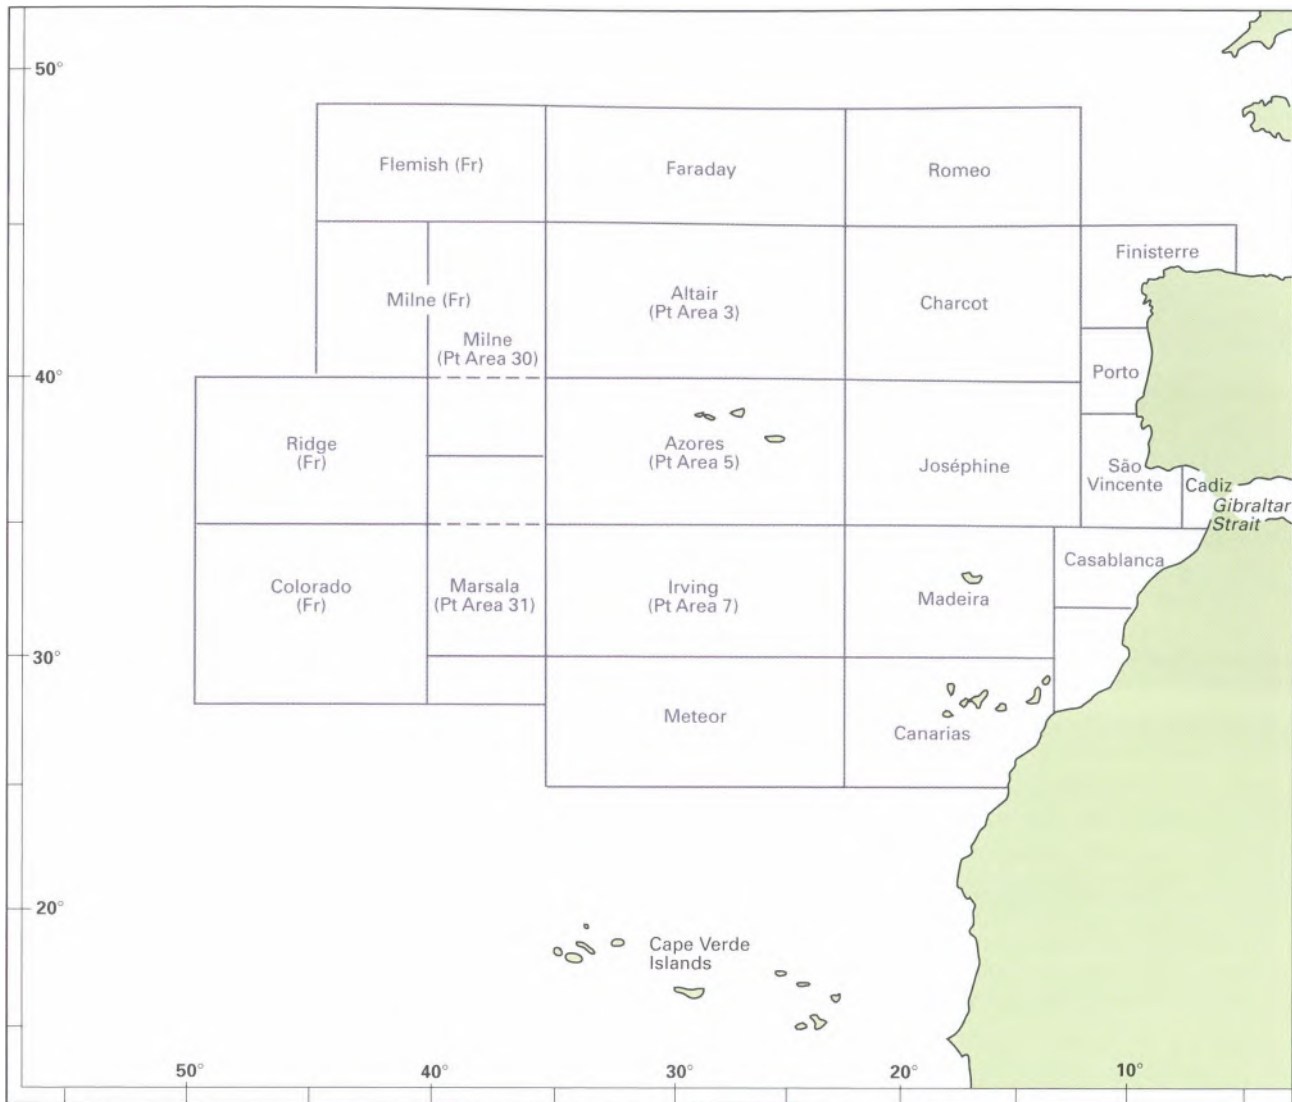 50°
Flemish (Fr)
Faraday
Romeo
Finisterre
Milne (Fr)
Altair
(Pt Area 3)
Charcot
Milne
(Pt Area 30)
40°
Porto
Ridge
(Fr)
Azores
(Pt Area 5)
Joséphine
São
Vincente
Cadiz
Gibraltar
Strait
Casablanca
Colorado
(Fr)
Marsala
(Pt Area 31)
Irving
(Pt Area 7)
Madeira
30°
Meteor
Canarias
20°
Cape Verde
Islands
50°
40°
30°
20°
10°